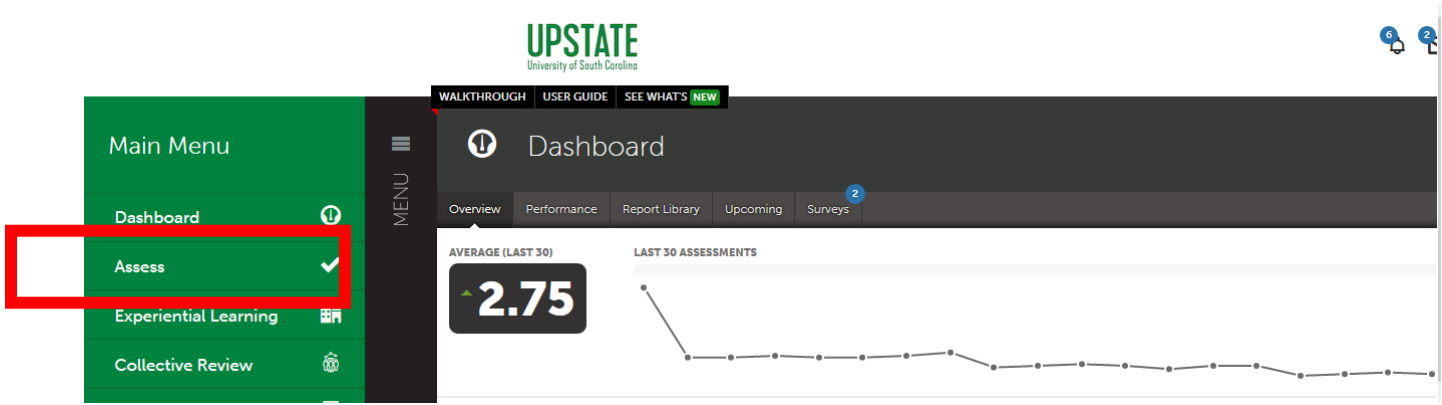 UPSTATE
University of South Carolina
6
2
WALKTHROUGH USER GUIDE SEE WHAT'S NEW
Main Menu
MENU
Dashboard
Dashboard
Assess
Experiential Learning
Collective Review
Overview Performance Report Library Upcoming Surveys 2
AVERAGE (LAST 30)
2.75
LAST 30 ASSESSMENTS